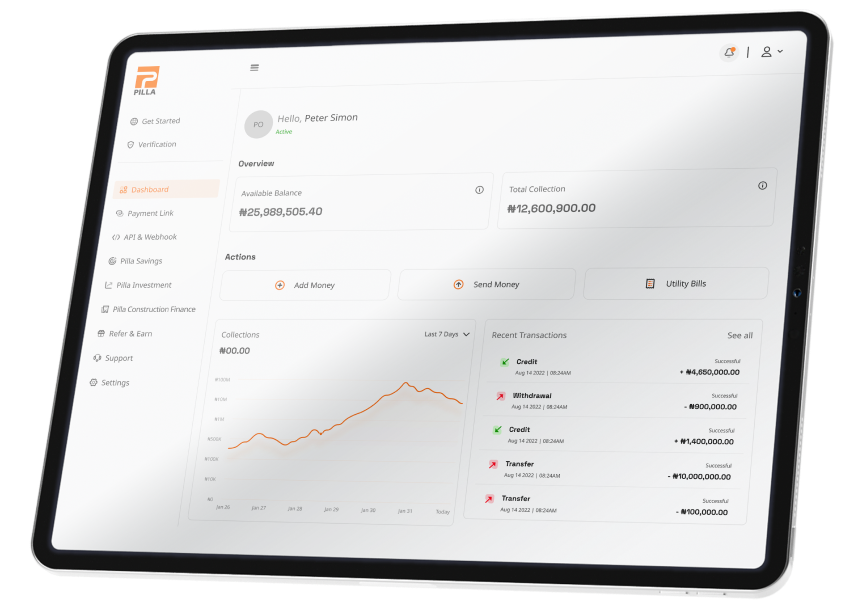 PILLA
Get Started
Verification
Dashboard
Payment Link
API & Webhook
Pilla Savings
Pilla Investment
Pilla Construction Finance
Refer & Earn
Support
Settings
PO
Hello, Peter Simon
Active
Overview
Available Balance
₦25,989,505.40
Total Collection
₦12,600,900.00
Actions
Add Money
Send Money
Utility Bills
Collections
Last 7 Days
₦00.00
₦100M
₦10M
₦1M
₦500K
₦100K
₦10K
₦0
Jan 26 Jan 27 Jan 28 Jan 29 Jan 30 Jan 31 Today
Recent Transactions See all
Credit Successful
Aug 14 2022 | 08:24AM + ₦4,650,000.00
Withdrawal Successful
Aug 14 2022 | 08:24AM - ₦900,000.00
Credit Successful
Aug 14 2022 | 08:24AM + ₦1,400,000.00
Transfer Successful
Aug 14 2022 | 08:24AM - ₦10,000,000.00
Transfer Successful
Aug 14 2022 | 08:24AM - ₦100,000.00